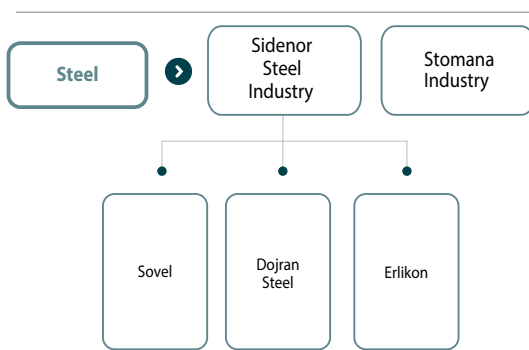 Steel
Sidenor
Steel
Industry
Stomana
Industry
Sovel
Dojran
Steel
Erlikon